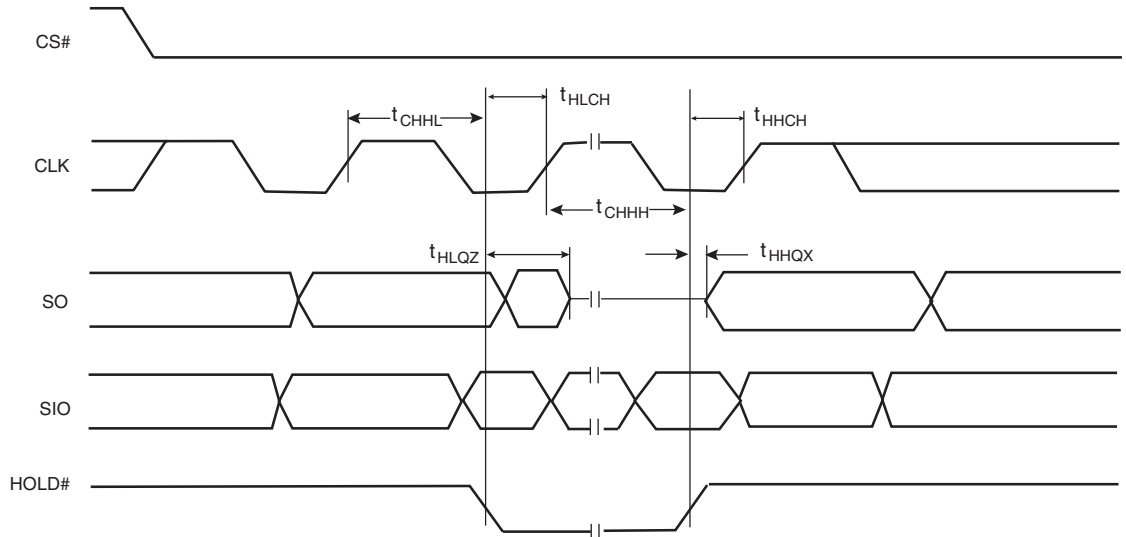 CS#
tHLCH
tCHHL
tHHCH
CLK
tCHHH
tHLQZ
tHHQX
SO
SIO
HOLD#